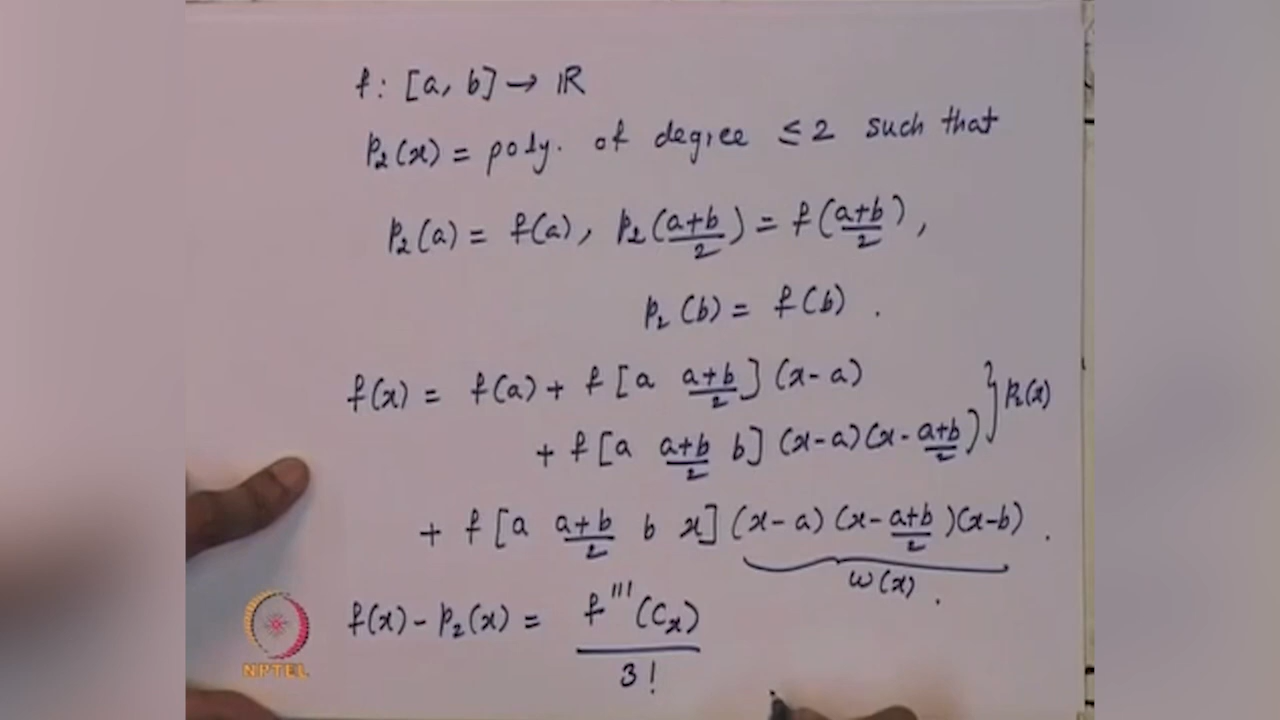 f: [a, b] → ℝ
p₂(x) = poly. of degree ≤ 2 such that
p₂(a) = f(a), p₂((a+b)/2) = f((a+b)/2),
p₂(b) = f(b).
f(x) = f(a) + f[a (a+b)/2](x-a)
+ f[a (a+b)/2 b](x-a)(x-(a+b)/2) } p₂(x)
+ f[a (a+b)/2 b x](x-a)(x-(a+b)/2)(x-b).
w(x).
f(x) - p₂(x) = f'''(cₓ)/3!
NPTEL